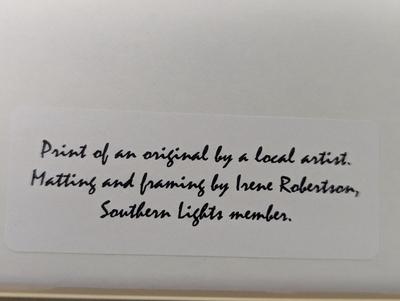 Print of an original by a local artist.
Matting and framing by Irene Robertson,
Southern Lights member.